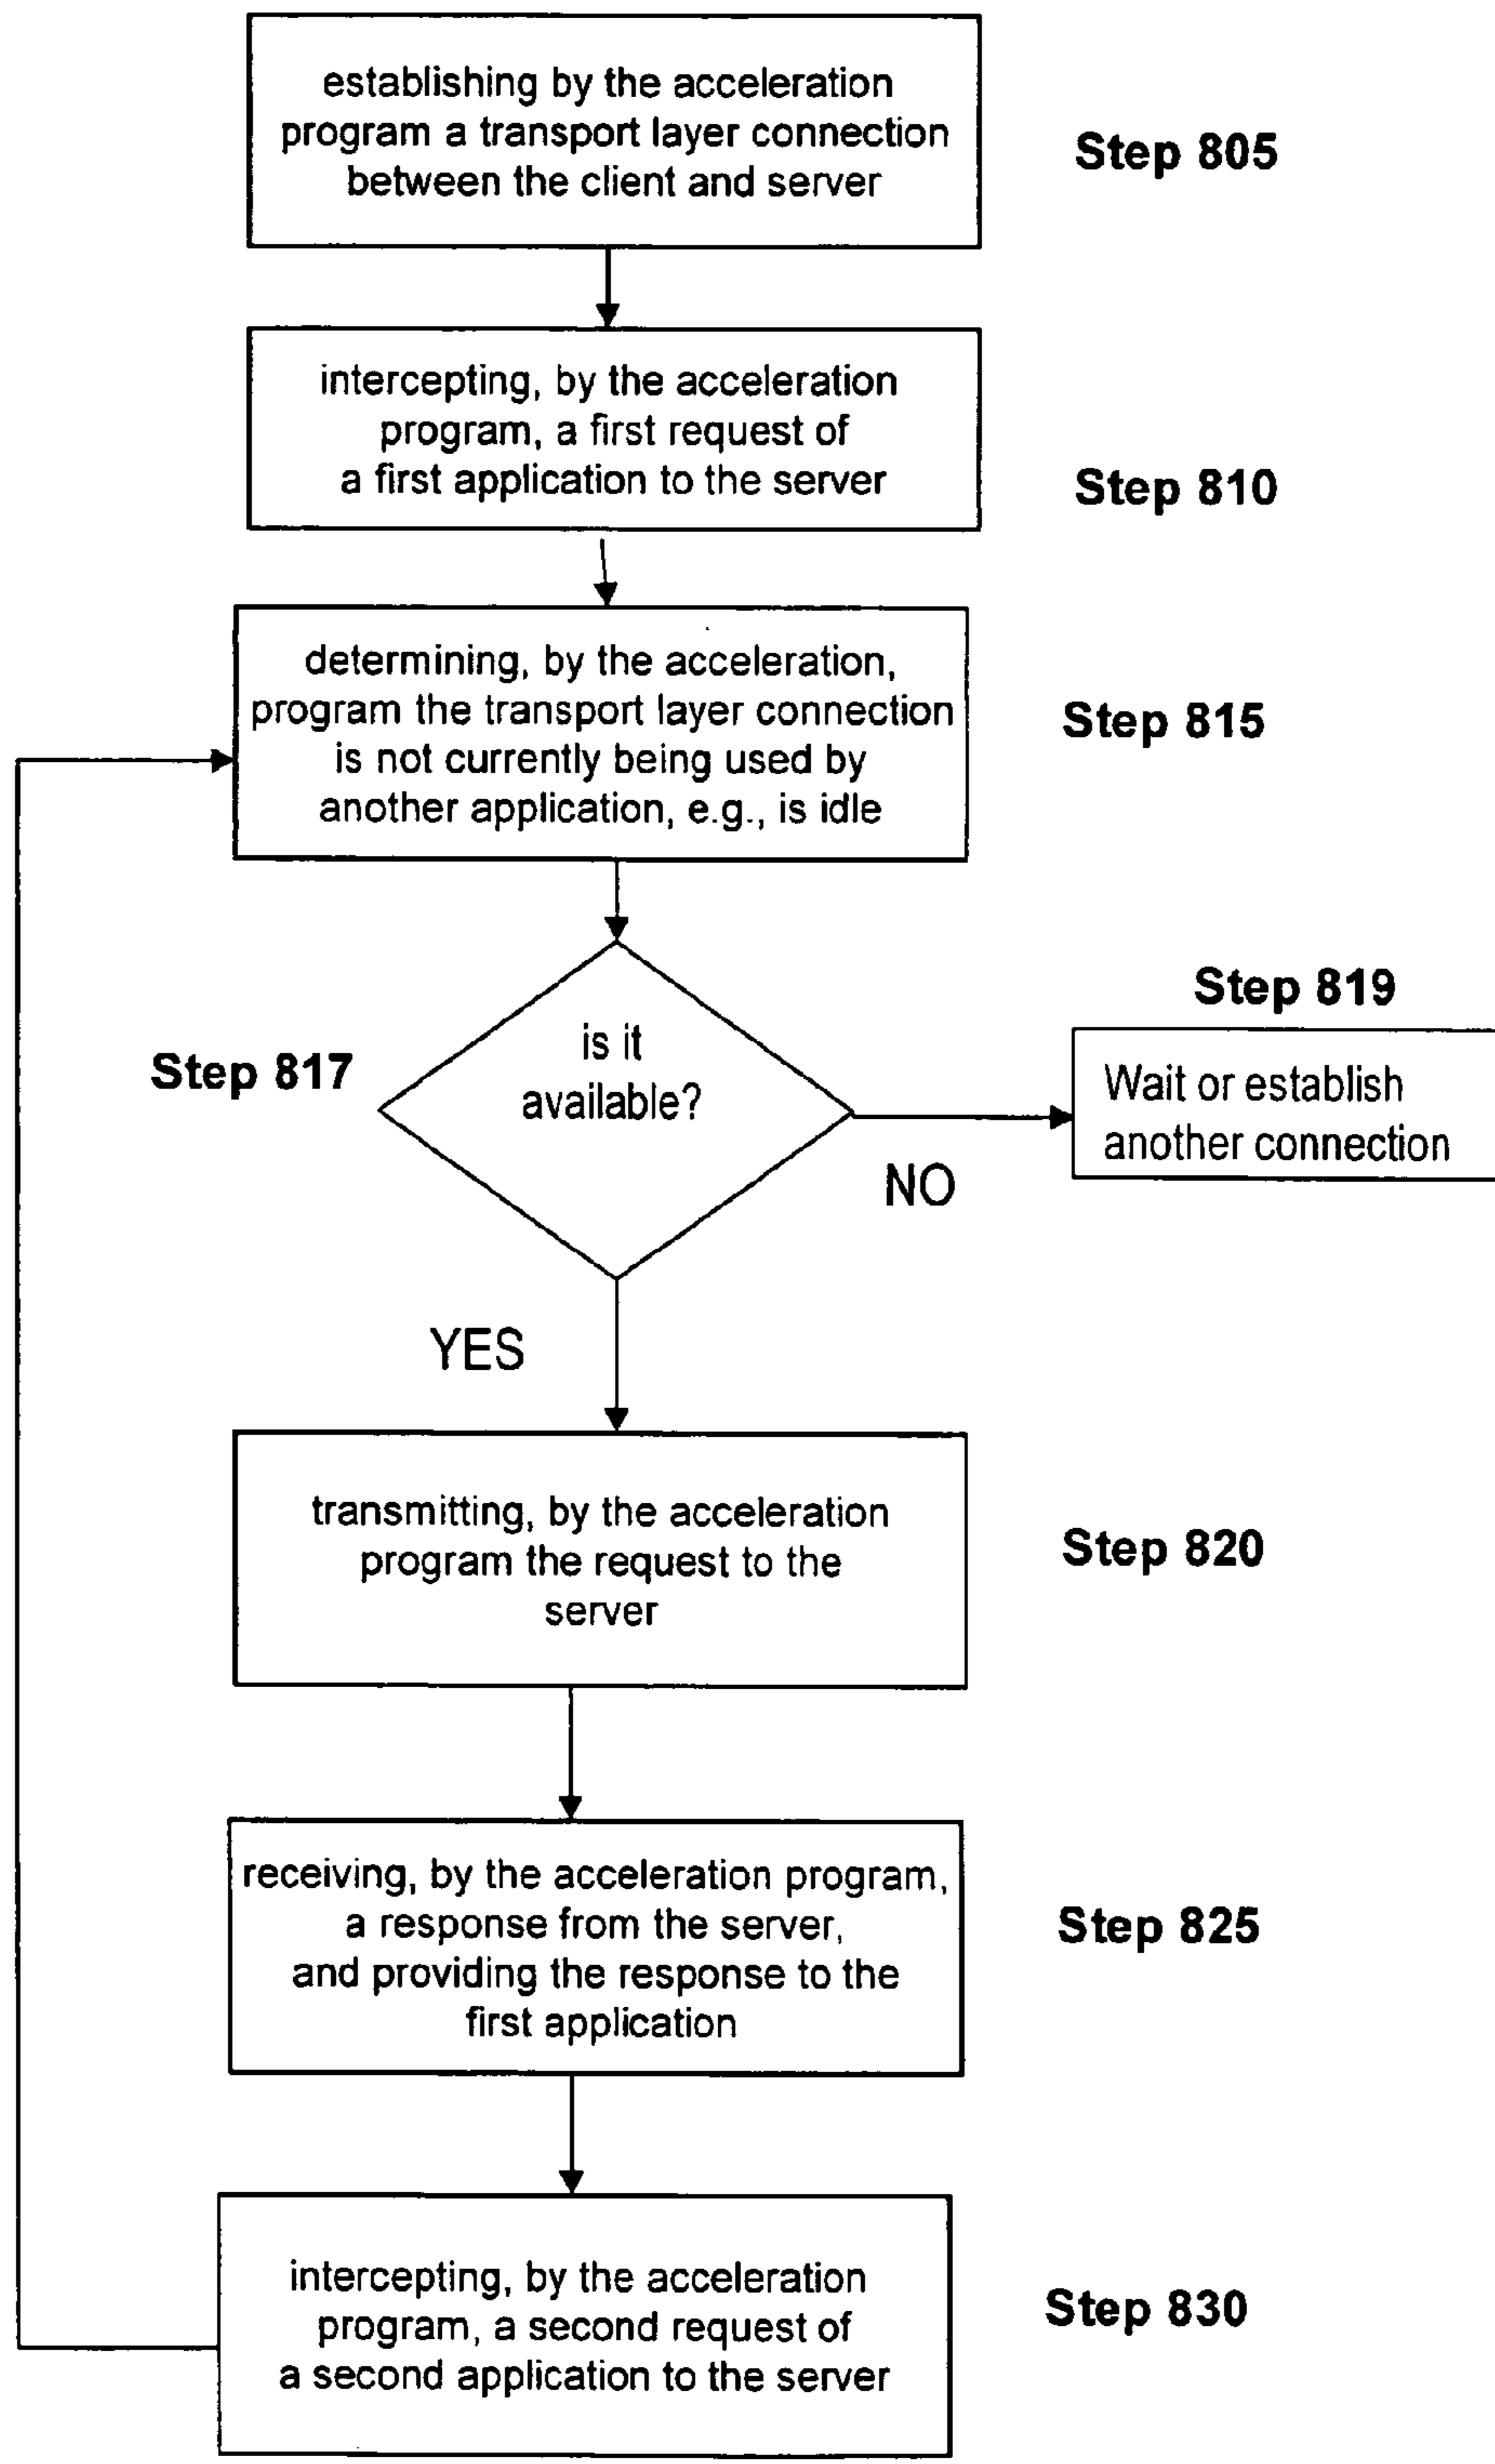 establishing by the acceleration
program a transport layer connection
between the client and server
Step 805
intercepting, by the acceleration
program, a first request of
a first application to the server
Step 810
determining, by the acceleration,
program the transport layer connection
is not currently being used by
another application, e.g., is idle
Step 815
Step 817
is it
available?
Step 819
Wait or establish
another connection
NO
YES
transmitting, by the acceleration
program the request to the
server
Step 820
receiving, by the acceleration program,
a response from the server,
and providing the response to the
first application
Step 825
intercepting, by the acceleration
program, a second request of
a second application to the server
Step 830